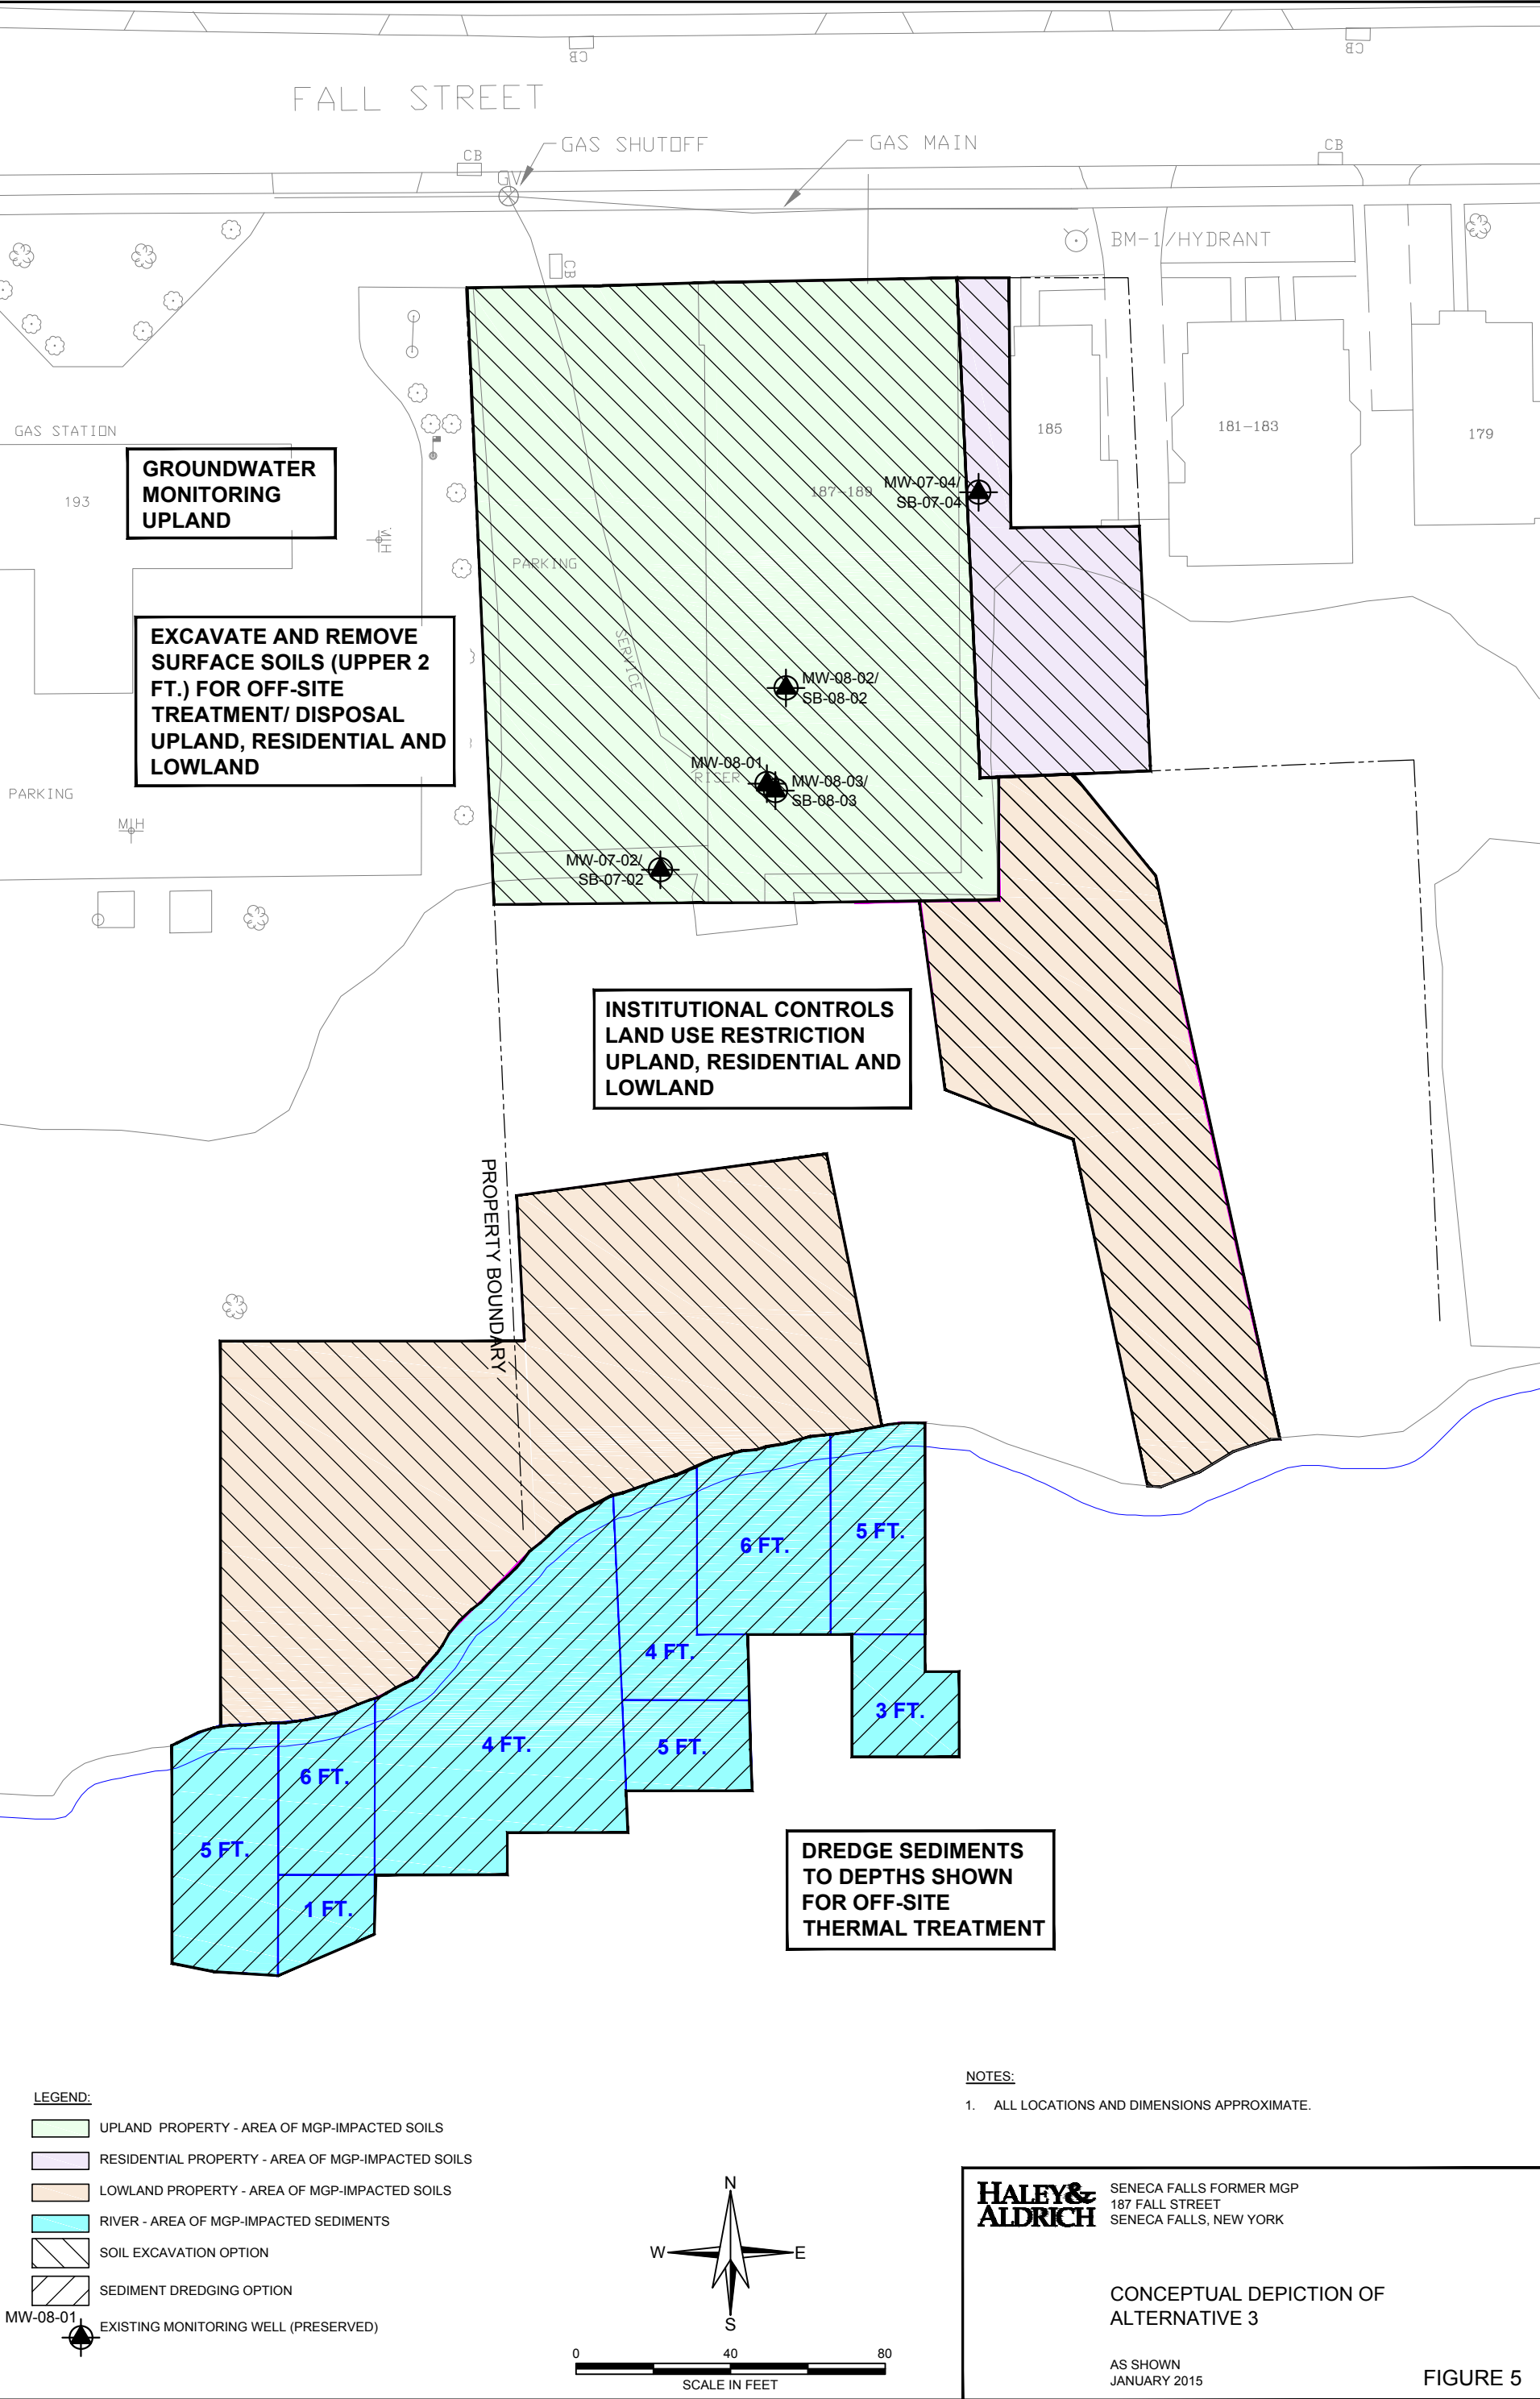 CB
CB
FALL STREET
GAS SHUTOFF
GAS MAIN
CB
CB
GV
BM-1/HYDRANT
CB
GAS STATION
185
181-183
179
GROUNDWATER
MONITORING
UPLAND
193
187-189
MW-07-04/
SB-07-04
MH
PARKING
EXCAVATE AND REMOVE
SURFACE SOILS (UPPER 2
FT.) FOR OFF-SITE
TREATMENT/ DISPOSAL
UPLAND, RESIDENTIAL AND
LOWLAND
SERVICE
MW-08-02/
SB-08-02
MW-08-01
RISER
MW-08-03/
SB-08-03
PARKING
MH
MW-07-02/
SB-07-02
INSTITUTIONAL CONTROLS
LAND USE RESTRICTION
UPLAND, RESIDENTIAL AND
LOWLAND
PROPERTY BOUNDARY
5 FT.
6 FT.
4 FT.
3 FT.
4 FT.
5 FT.
6 FT.
5 FT.
1 FT.
DREDGE SEDIMENTS
TO DEPTHS SHOWN
FOR OFF-SITE
THERMAL TREATMENT
LEGEND:
UPLAND PROPERTY - AREA OF MGP-IMPACTED SOILS
RESIDENTIAL PROPERTY - AREA OF MGP-IMPACTED SOILS
LOWLAND PROPERTY - AREA OF MGP-IMPACTED SOILS
RIVER - AREA OF MGP-IMPACTED SEDIMENTS
SOIL EXCAVATION OPTION
SEDIMENT DREDGING OPTION
MW-08-01
EXISTING MONITORING WELL (PRESERVED)
N
W
E
S
0 40 80
SCALE IN FEET
NOTES:
1. ALL LOCATIONS AND DIMENSIONS APPROXIMATE.
HALEY&
ALDRICH
SENECA FALLS FORMER MGP
187 FALL STREET
SENECA FALLS, NEW YORK
CONCEPTUAL DEPICTION OF
ALTERNATIVE 3
AS SHOWN
JANUARY 2015
FIGURE 5